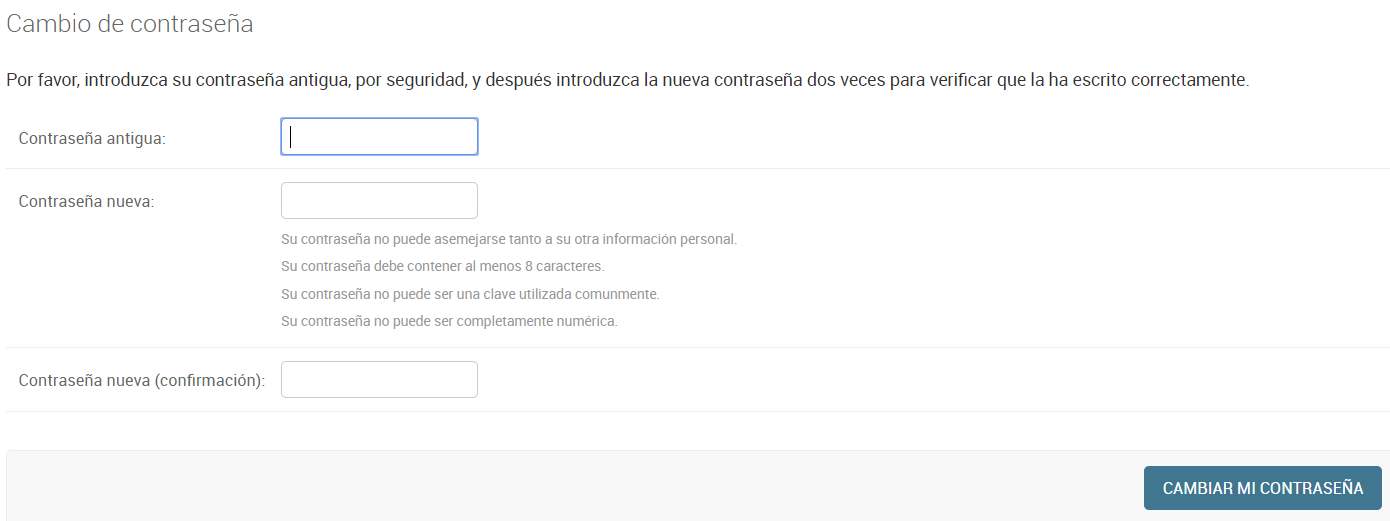 Cambio de contraseña
Por favor, introduzca su contraseña antigua, por seguridad, y después introduzca la nueva contraseña dos veces para verificar que la ha escrito correctamente.
Contraseña antigua:
Contraseña nueva:
Su contraseña no puede asemejarse tanto a su otra información personal.
Su contraseña debe contener al menos 8 caracteres.
Su contraseña no puede ser una clave utilizada comunmente.
Su contraseña no puede ser completamente numérica.
Contraseña nueva (confirmación):
CAMBIAR MI CONTRASEÑA